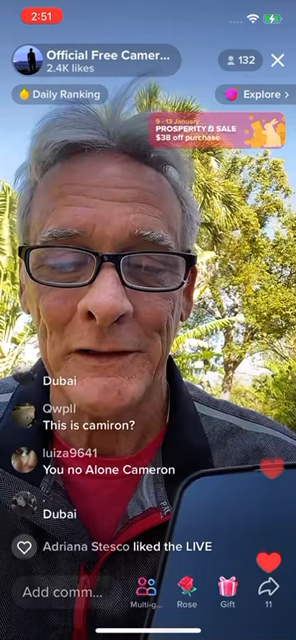 2:51
Official Free Camer...
2.4K likes
132
Daily Ranking
Explore >
9 - 13 January
PROSPERITY & SALE
$38 off purchase
Dubai
Qwpll
This is camiron?
luiza9641
You no Alone Cameron
Dubai
Adriana Stesco liked the LIVE
Add comm...
Multi-g...
Rose
Gift
11